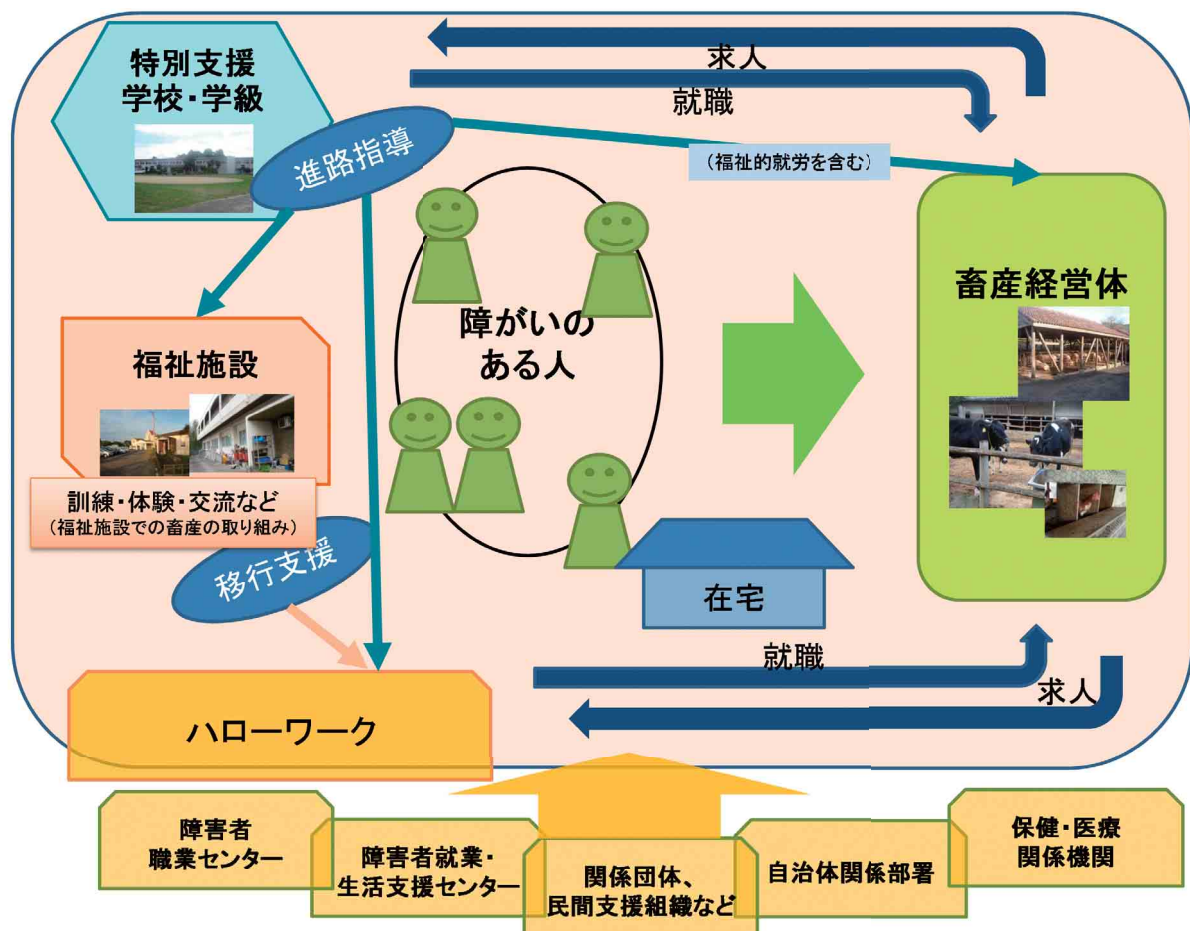 特別支援
学校・学級
求人
就職
進路指導
（福祉的就労を含む）
畜産経営体
障がいの
ある人
福祉施設
訓練・体験・交流など
（福祉施設での畜産の取り組み）
移行支援
在宅
就職
求人
ハローワーク
障害者
職業センター
障害者就業・
生活支援センター
関係団体、
民間支援組織など
自治体関係部署
保健・医療
関係機関